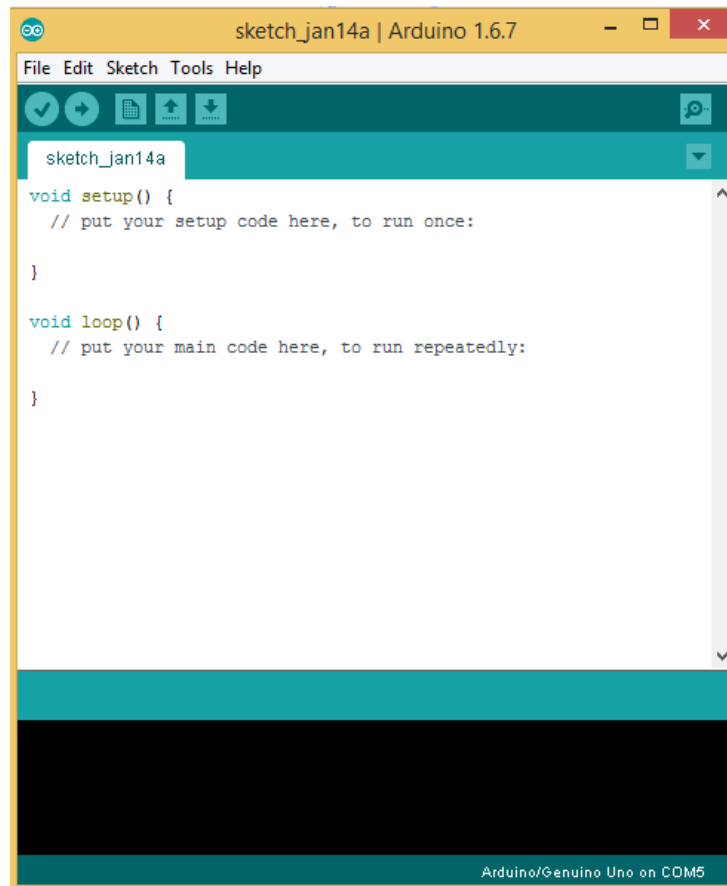 sketch_jan14a | Arduino 1.6.7
File Edit Sketch Tools Help
sketch_jan14a
void setup() {
  // put your setup code here, to run once:
}
void loop() {
  // put your main code here, to run repeatedly:
}
Arduino/Genuino Uno on COM5